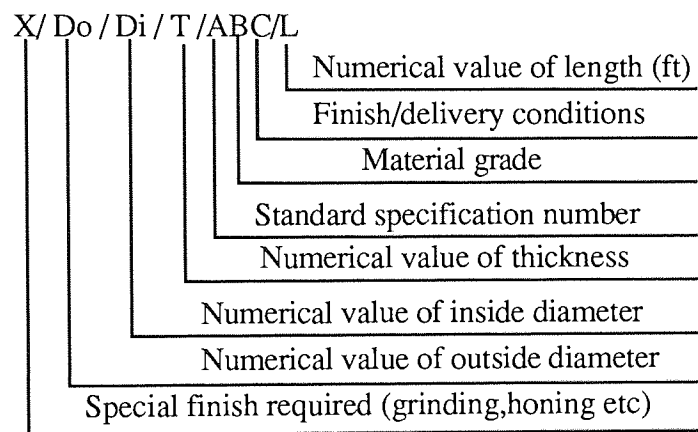 X/ Do / Di / T /ABC/L
Numerical value of length (ft)
Finish/delivery conditions
Material grade
Standard specification number
Numerical value of thickness
Numerical value of inside diameter
Numerical value of outside diameter
Special finish required (grinding,honing etc)